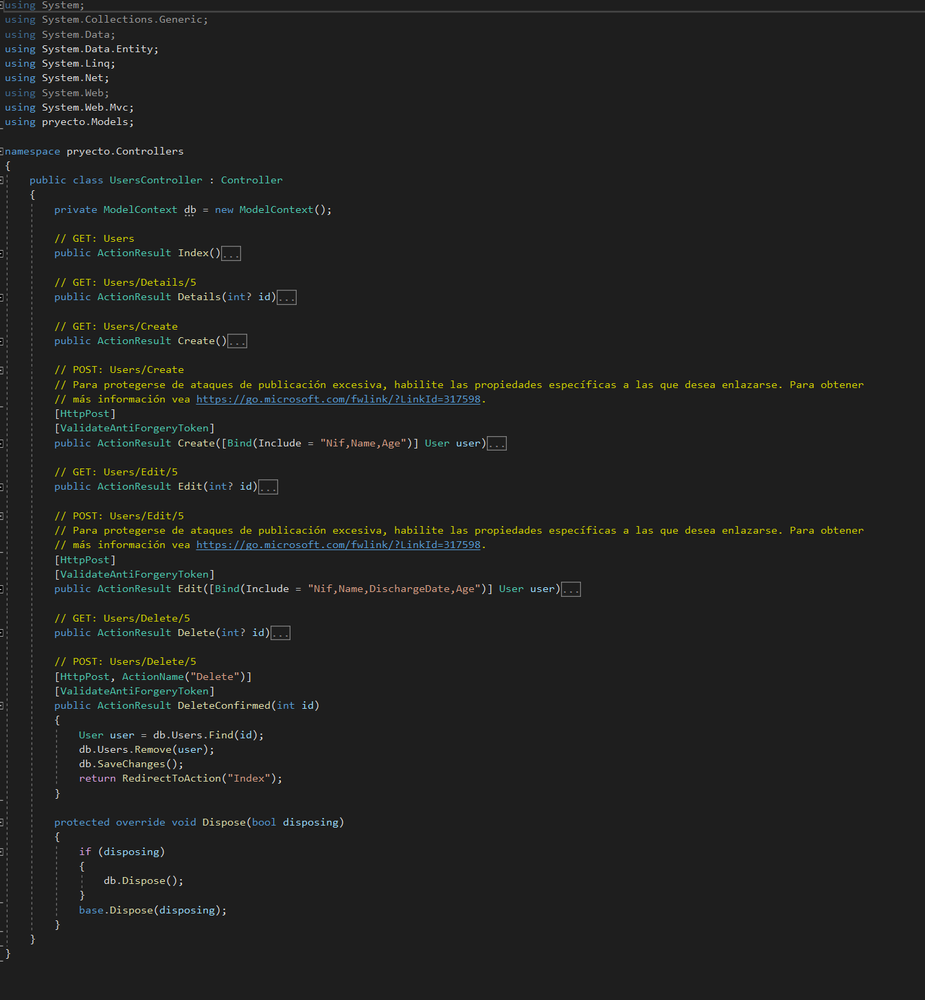 using System;
using System.Collections.Generic;
using System.Data;
using System.Data.Entity;
using System.Linq;
using System.Net;
using System.Web;
using System.Web.Mvc;
using pryecto.Models;
namespace pryecto.Controllers
{
public class UsersController : Controller
{
private ModelContext db = new ModelContext();
// GET: Users
public ActionResult Index()...
// GET: Users/Details/5
public ActionResult Details(int? id)...
// GET: Users/Create
public ActionResult Create()...
// POST: Users/Create
// Para protegerse de ataques de publicación excesiva, habilite las propiedades específicas a las que desea enlazarse. Para obtener
// más información vea https://go.microsoft.com/fwlink/?LinkId=317598.
[HttpPost]
[ValidateAntiForgeryToken]
public ActionResult Create([Bind(Include = "Nif,Name,Age")] User user)...
// GET: Users/Edit/5
public ActionResult Edit(int? id)...
// POST: Users/Edit/5
// Para protegerse de ataques de publicación excesiva, habilite las propiedades específicas a las que desea enlazarse. Para obtener
// más información vea https://go.microsoft.com/fwlink/?LinkId=317598.
[HttpPost]
[ValidateAntiForgeryToken]
public ActionResult Edit([Bind(Include = "Nif,Name,DischargeDate,Age")] User user)...
// GET: Users/Delete/5
public ActionResult Delete(int? id)...
// POST: Users/Delete/5
[HttpPost, ActionName("Delete")]
[ValidateAntiForgeryToken]
public ActionResult DeleteConfirmed(int id)
{
User user = db.Users.Find(id);
db.Users.Remove(user);
db.SaveChanges();
return RedirectToAction("Index");
}
protected override void Dispose(bool disposing)
{
if (disposing)
{
db.Dispose();
}
base.Dispose(disposing);
}
}
}